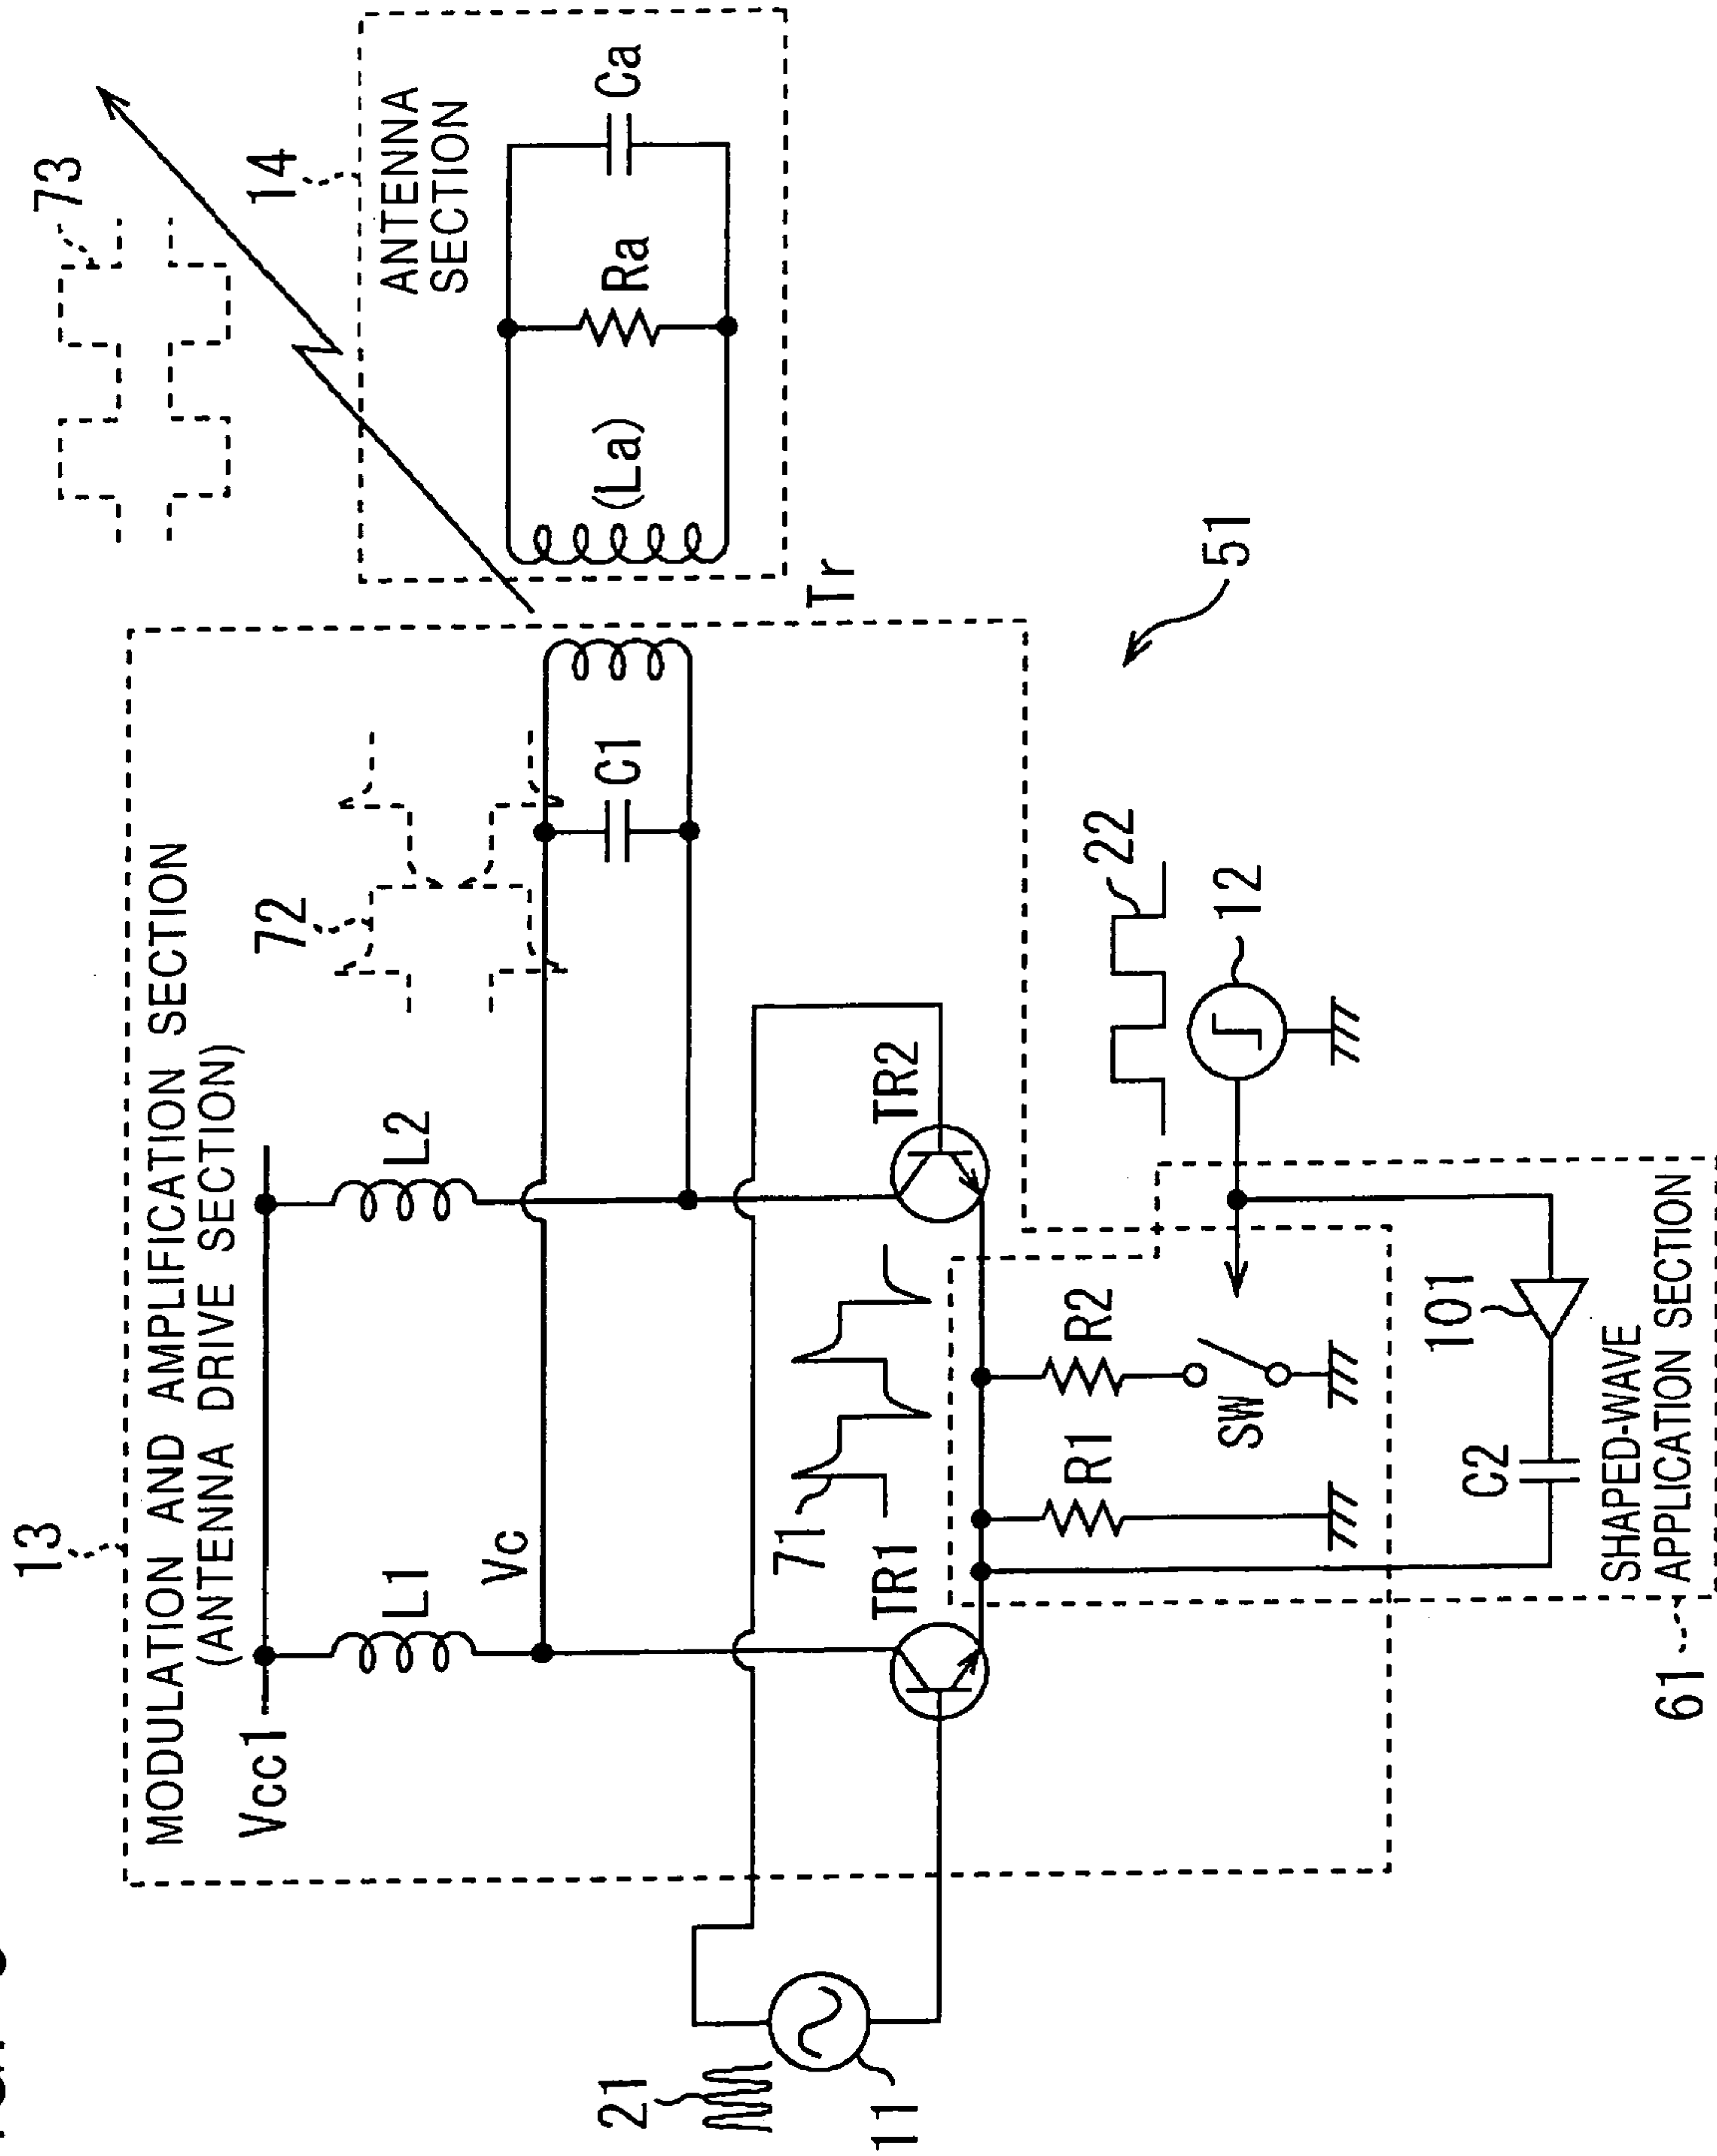 13
MODULATION AND AMPLIFICATION SECTION
(ANTENNA DRIVE SECTION)
73
14
ANTENNA
SECTION
Vcc1
L1
L2
72
Vc
C1
(La)
Ra
Ca
Tr
21
11
71
TR1
TR2
R1
R2
SW
22
12
51
C2
101
61
SHAPED-WAVE
APPLICATION SECTION